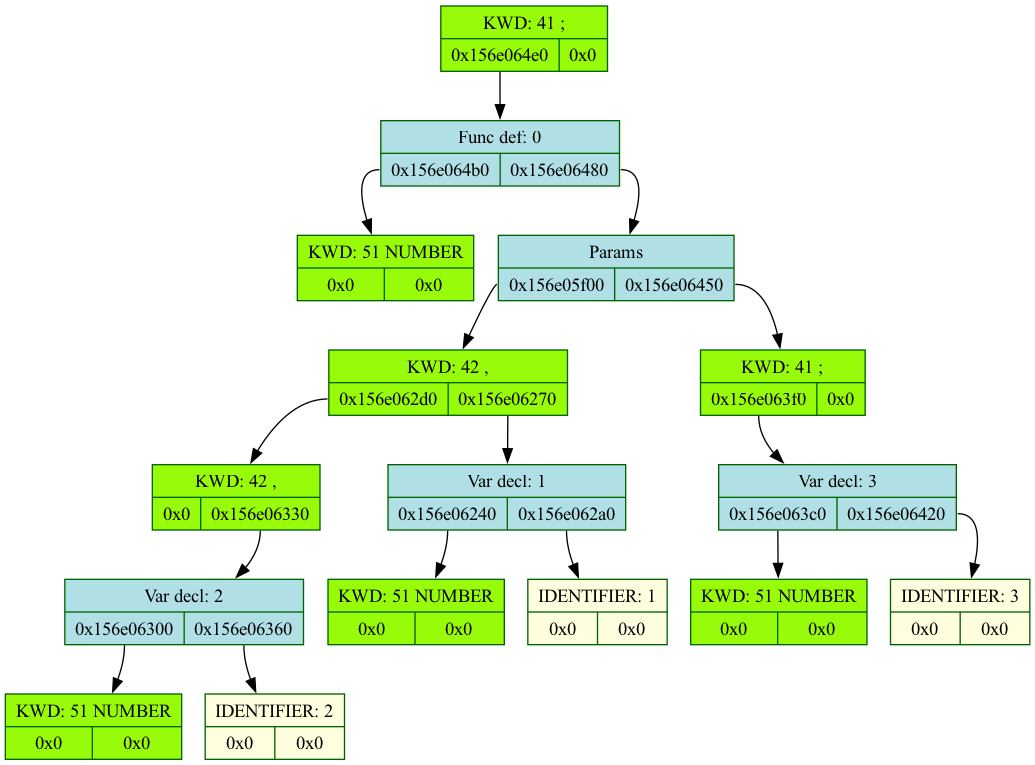 KWD: 41 ;
0x156e064e0 0x0
Func def: 0
0x156e064b0 0x156e06480
KWD: 51 NUMBER
0x0 0x0
Params
0x156e05f00 0x156e06450
KWD: 42 ,
0x156e062d0 0x156e06270
KWD: 41 ;
0x156e063f0 0x0
KWD: 42 ,
0x0 0x156e06330
Var decl: 1
0x156e06240 0x156e062a0
Var decl: 3
0x156e063c0 0x156e06420
Var decl: 2
0x156e06300 0x156e06360
KWD: 51 NUMBER
0x0 0x0
IDENTIFIER: 1
0x0 0x0
KWD: 51 NUMBER
0x0 0x0
IDENTIFIER: 3
0x0 0x0
KWD: 51 NUMBER
0x0 0x0
IDENTIFIER: 2
0x0 0x0